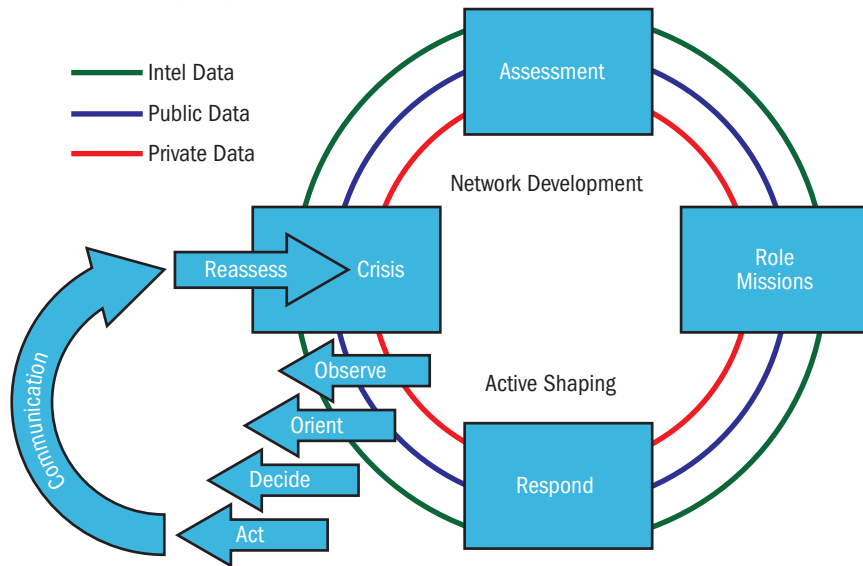 Intel Data
Public Data
Private Data
Assessment
Network Development
Reassess
Crisis
Role
Missions
Observe
Active Shaping
Orient
Decide
Respond
Act
Communication